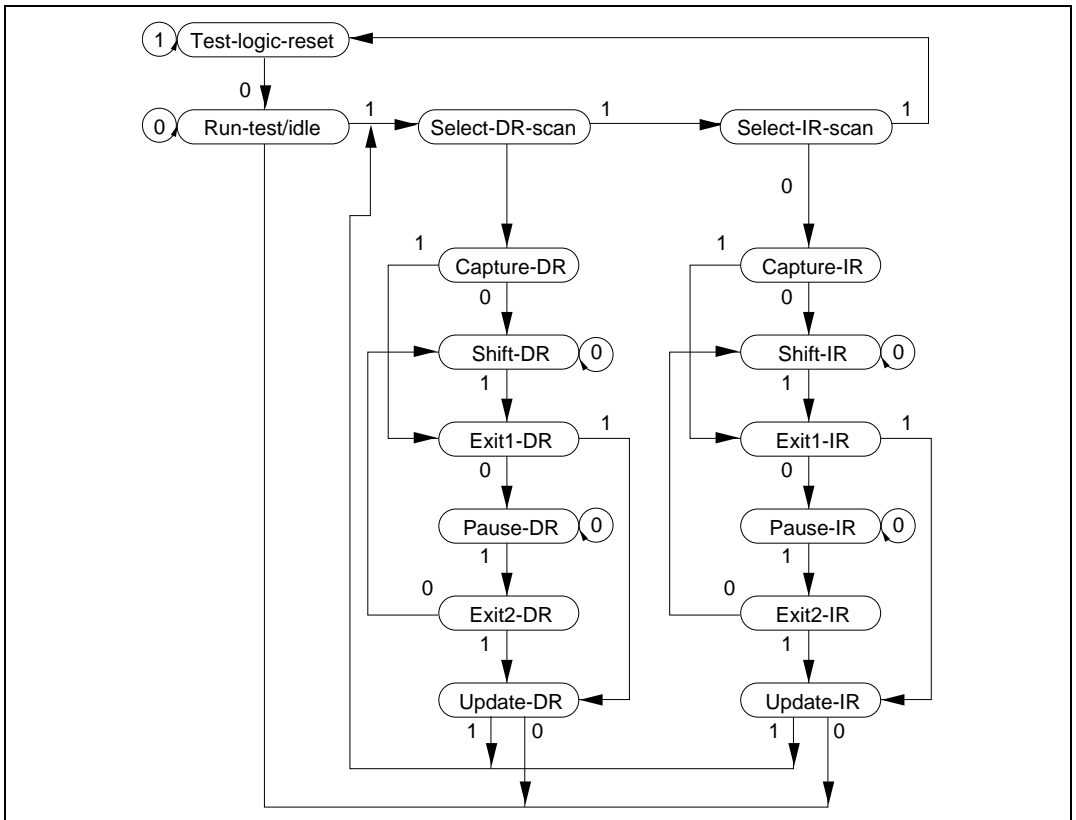 1 Test-logic-reset
0
0 Run-test/idle 1 Select-DR-scan 1 Select-IR-scan 1
0
1 1
Capture-DR Capture-IR
0 0
Shift-DR 0 Shift-IR 0
1 1
Exit1-DR 1 Exit1-IR 1
0 0
Pause-DR 0 Pause-IR 0
1 1
0 0
Exit2-DR Exit2-IR
1 1
Update-DR Update-IR
1 0 1 0